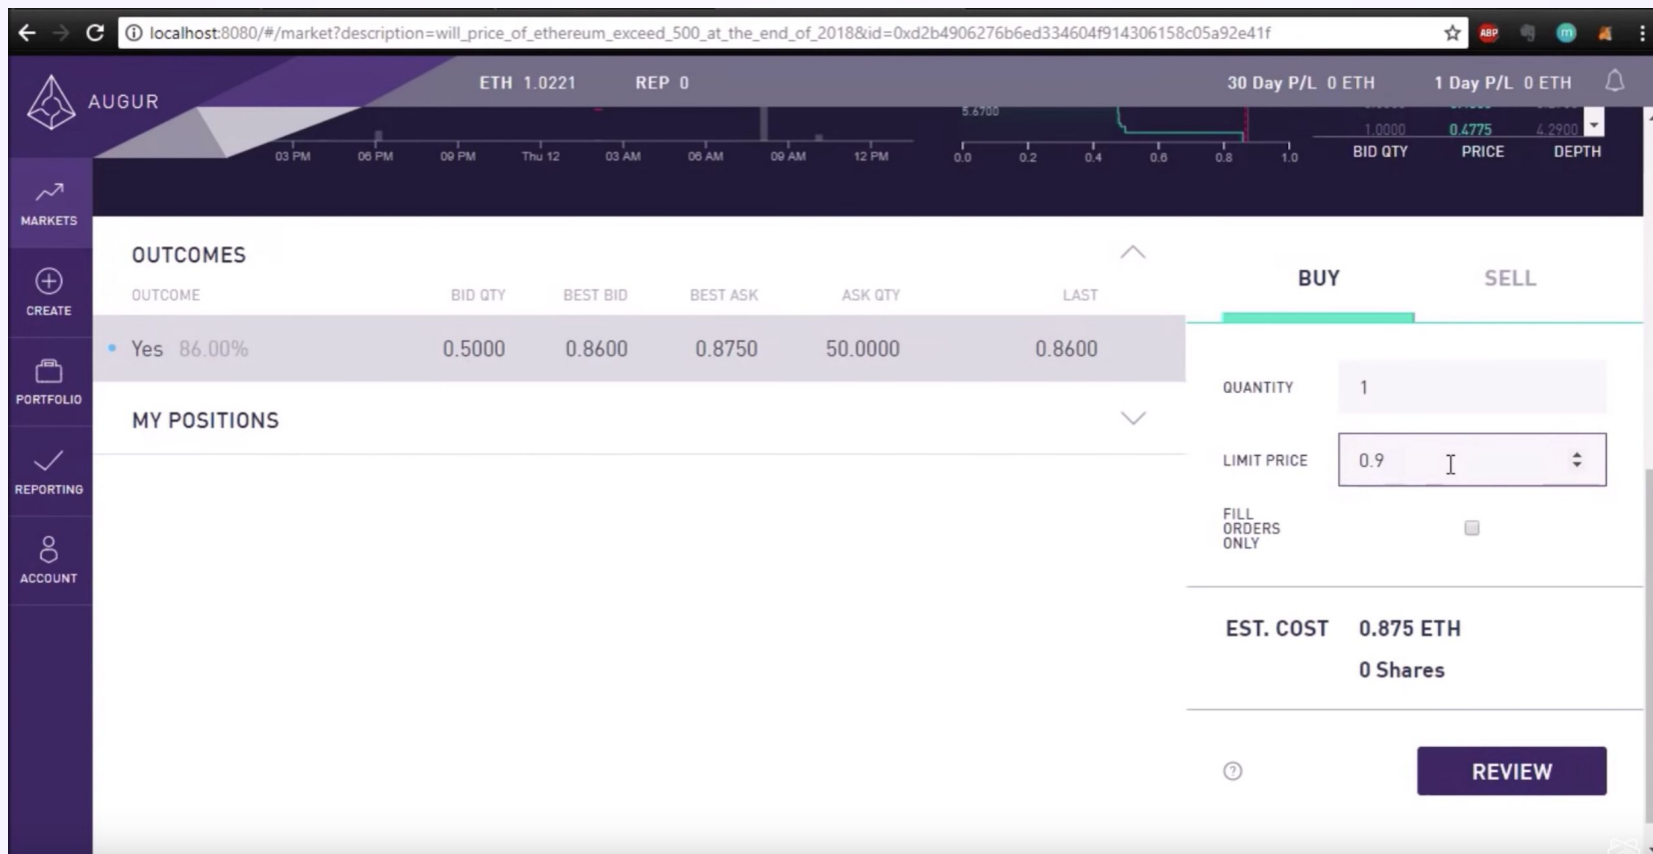 localhost:8080/#/market?description=will_price_of_ethereum_exceed_500_at_the_end_of_2018&id=0xd2b4906276b6ed334604f914306158c05a92e41f
ABP
m
AUGUR
ETH 1.0221 REP 0
30 Day P/L 0 ETH 1 Day P/L 0 ETH
5.6700
1.0000 0.4775 4.2900
BID QTY PRICE DEPTH
03 PM 06 PM 09 PM Thu 12 03 AM 06 AM 09 AM 12 PM
0.0 0.2 0.4 0.6 0.8 1.0
MARKETS
CREATE
PORTFOLIO
REPORTING
ACCOUNT
OUTCOMES
OUTCOME BID QTY BEST BID BEST ASK ASK QTY LAST
Yes 86.00% 0.5000 0.8600 0.8750 50.0000 0.8600
MY POSITIONS
BUY SELL
QUANTITY 1
LIMIT PRICE 0.9
FILL
ORDERS
ONLY
EST. COST 0.875 ETH
0 Shares
? REVIEW